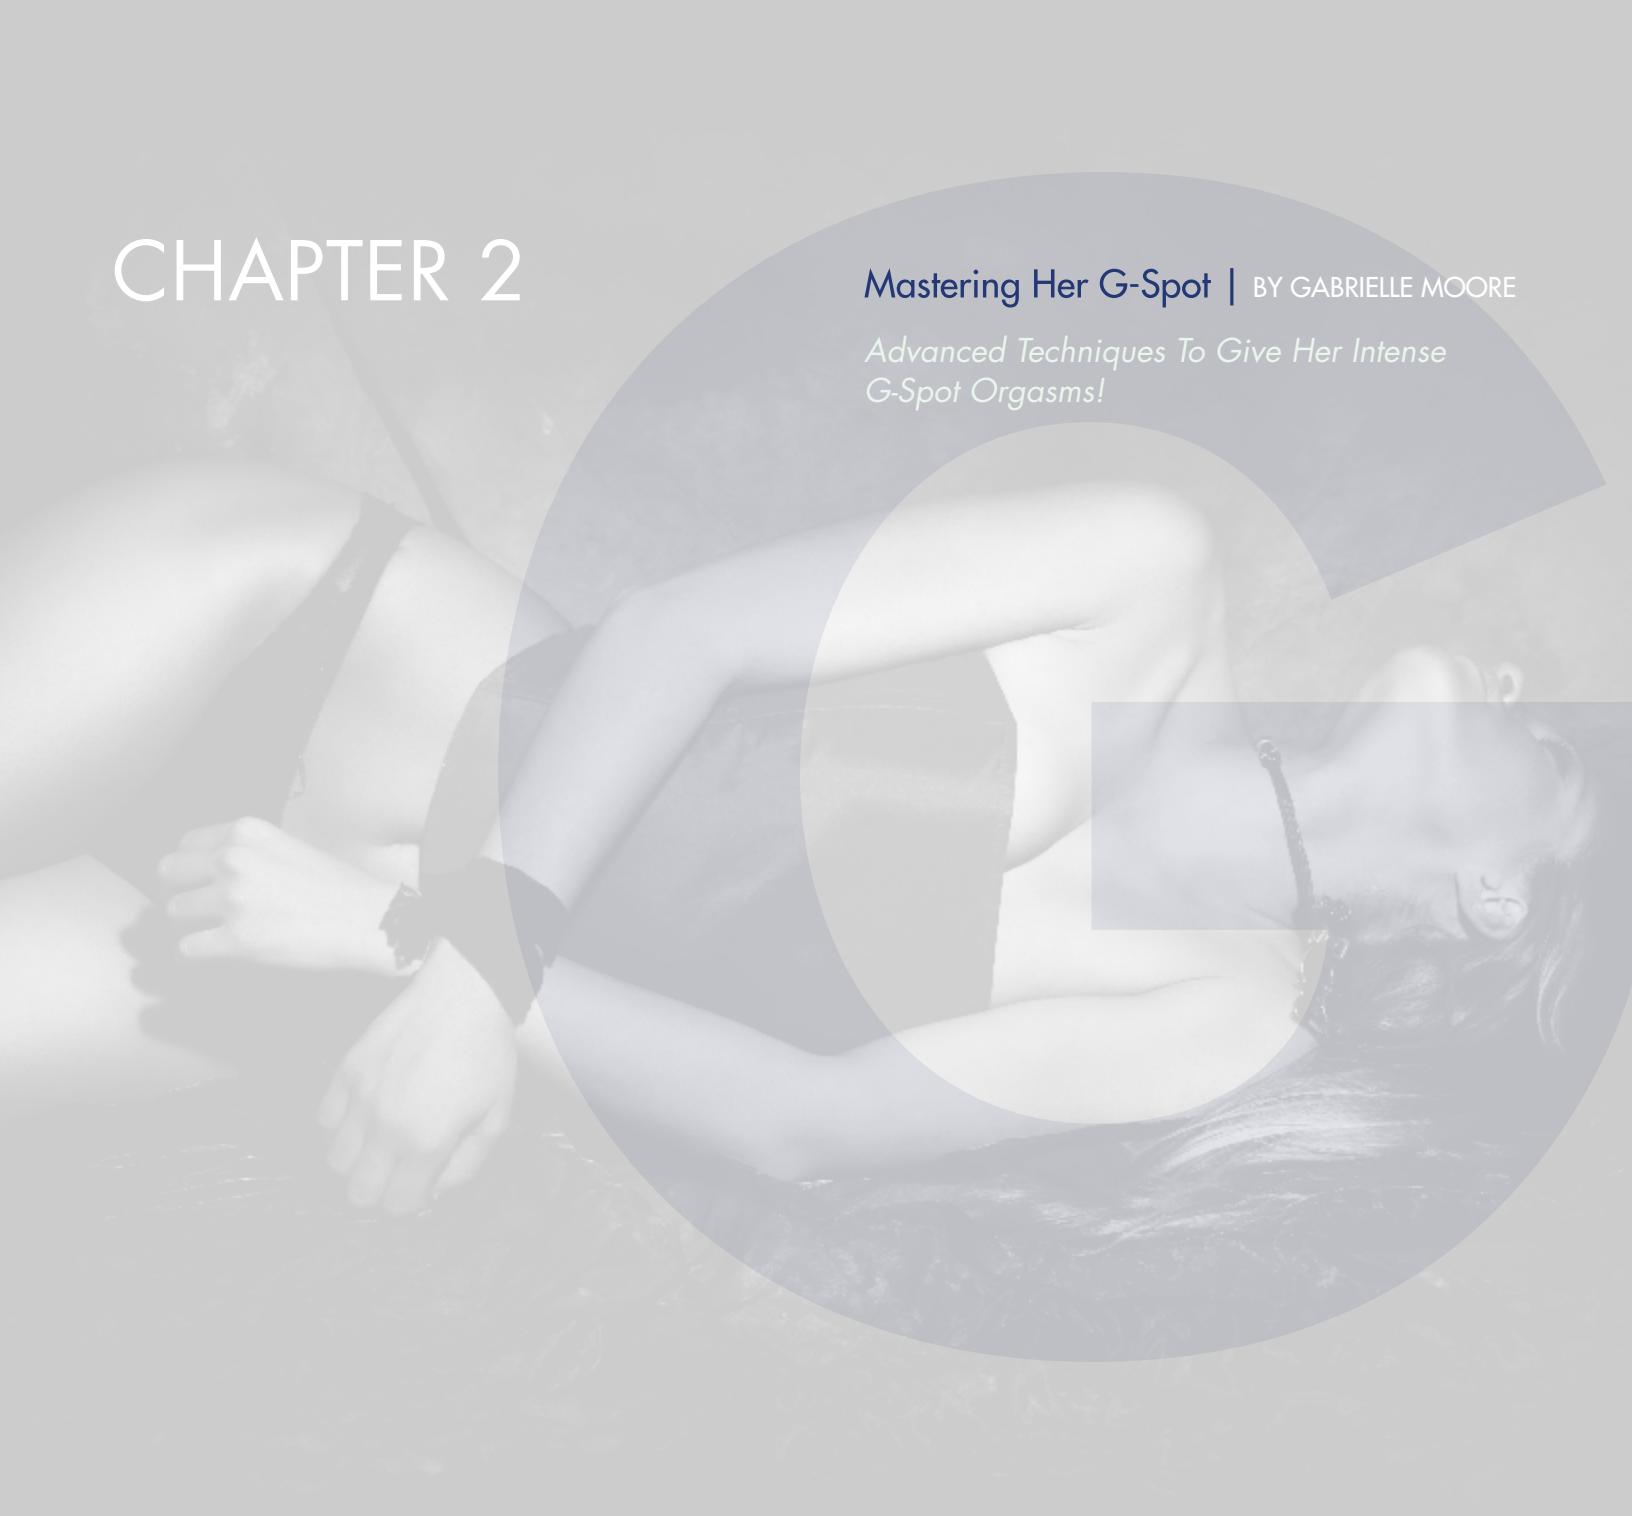 CHAPTER 2
Mastering Her G-Spot | BY GABRIELLE MOORE
Advanced Techniques To Give Her Intense
G-Spot Orgasms!
G